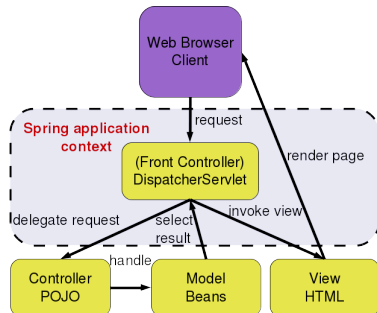 Web Browser
Client
request
Spring application
context
(Front Controller)
DispatcherServlet
render page
delegate request
select
result
invoke view
handle
Controller
POJO
Model
Beans
View
HTML